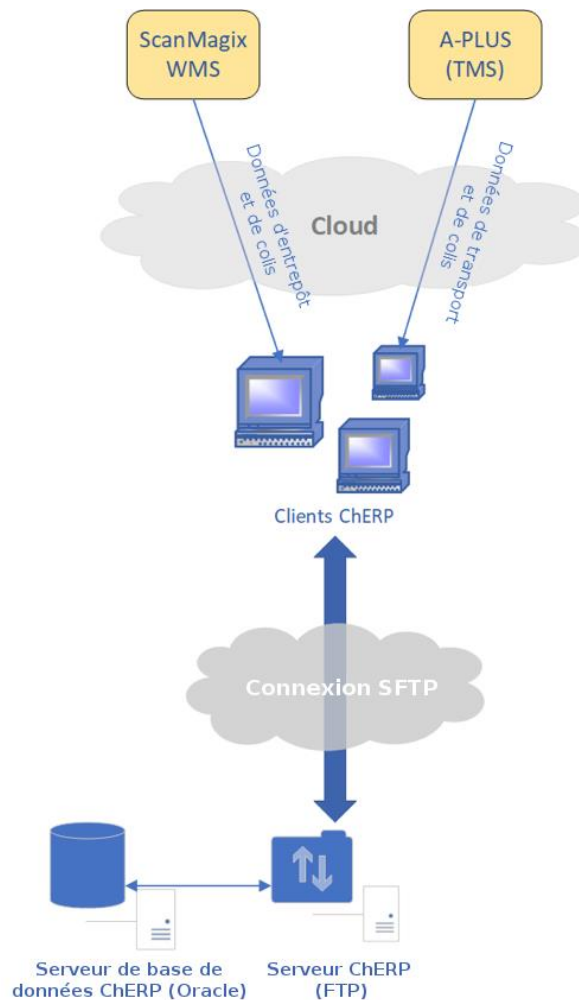 ScanMagix
WMS
A-PLUS
(TMS)
Données d'entrepôt
et de colis
Données de transport
et de colis
Cloud
Clients ChERP
Connexion SFTP
Serveur de base de
données ChERP (Oracle)
Serveur ChERP
(FTP)